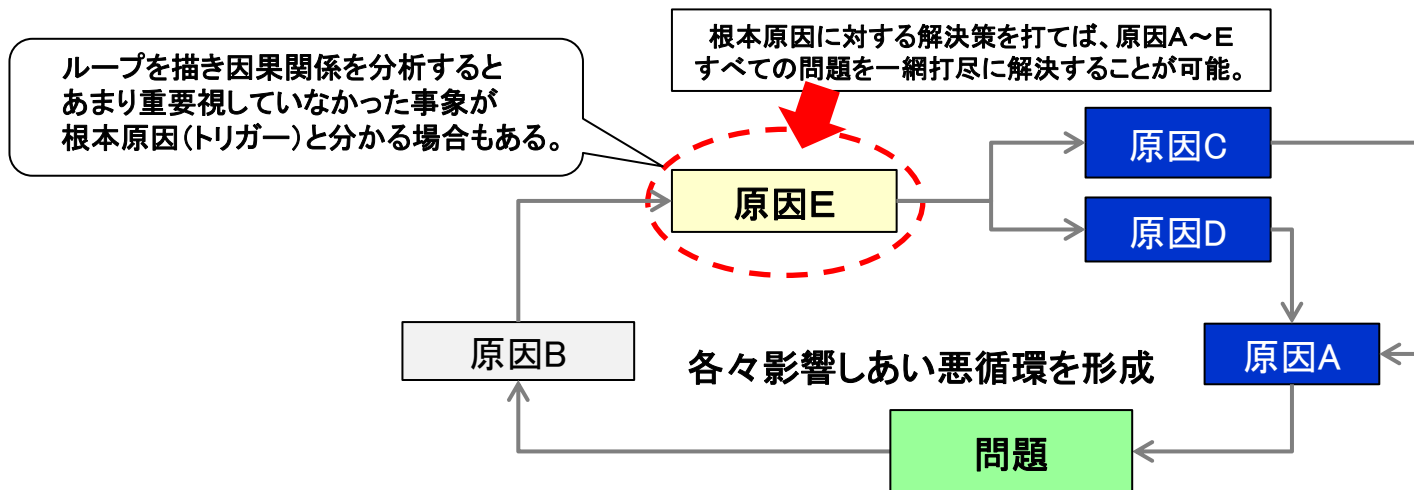 根本原因に対する解決策を打てば、原因A～E
すべての問題を一網打尽に解決することが可能。
ループを描き因果関係を分析すると
あまり重要視していなかった事象が
根本原因（トリガー）と分かる場合もある。
原因C
原因E
原因D
原因B
各々影響しあい悪循環を形成
原因A
問題